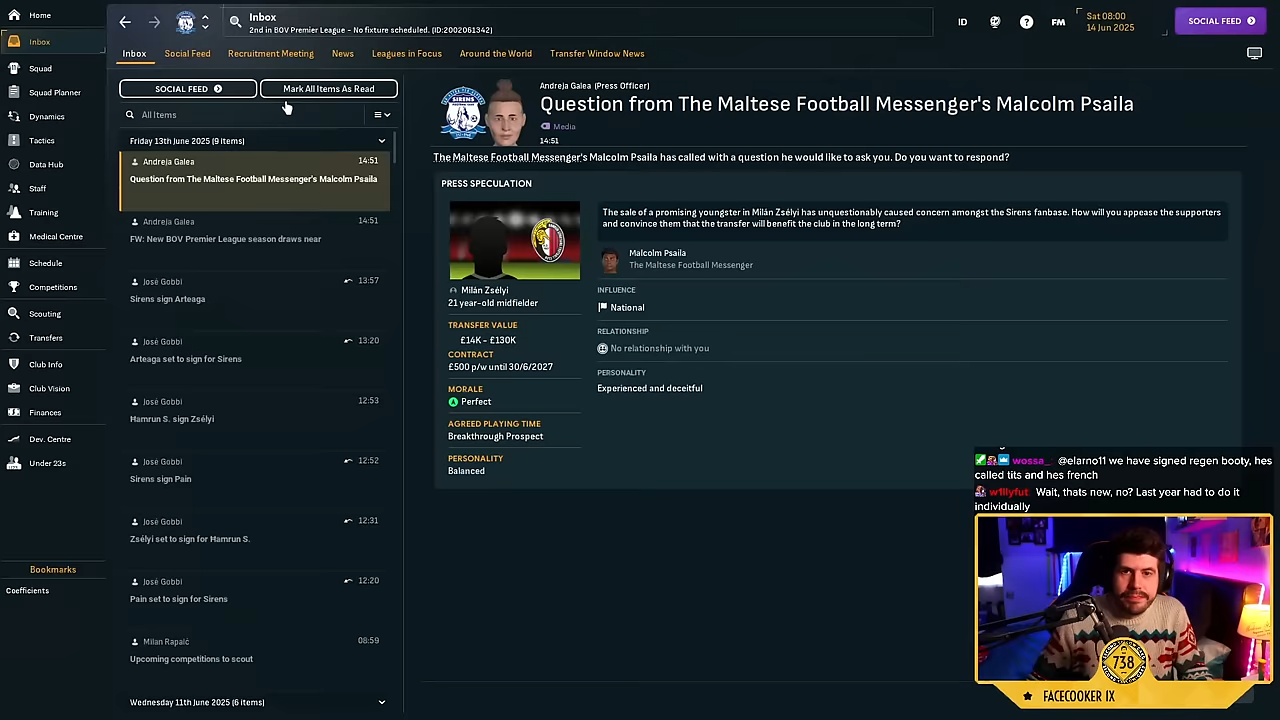 Home
Inbox
Squad
Squad Planner
Dynamics
Tactics
Data Hub
Staff
Training
Medical Centre
Schedule
Competitions
Scouting
Transfers
Club Info
Club Vision
Finances
Dev. Centre
Under 23s
Bookmarks
Coefficients
Inbox
2nd in BOV Premier League - No fixture scheduled. (ID:2002061342)
ID
FM
Sat 08:00
14 Jun 2025
SOCIAL FEED
Inbox Social Feed Recruitment Meeting News Leagues in Focus Around the World Transfer Window News
SOCIAL FEED Mark All Items As Read
All Items
Friday 13th June 2025 (9 items)
Andreja Galea 14:51
Question from The Maltese Football Messenger's Malcolm Psaila
Andreja Galea 14:51
FW: New BOV Premier League season draws near
José Gobbi 13:57
Sirens sign Arteaga
José Gobbi 13:20
Arteaga set to sign for Sirens
José Gobbi 12:53
Hamrun S. sign Zsélyi
José Gobbi 12:52
Sirens sign Pain
José Gobbi 12:31
Zsélyi set to sign for Hamrun S.
José Gobbi 12:20
Pain set to sign for Sirens
Milan Rapaić 08:59
Upcoming competitions to scout
Wednesday 11th June 2025 (6 items)
SIRENS
Andreja Galea (Press Officer)
Question from The Maltese Football Messenger's Malcolm Psaila
Media
14:51
The Maltese Football Messenger's Malcolm Psaila has called with a question he would like to ask you. Do you want to respond?
PRESS SPECULATION
Milán Zsélyi
21 year-old midfielder
TRANSFER VALUE
£14K - £130K
CONTRACT
£500 p/w until 30/6/2027
MORALE
Perfect
AGREED PLAYING TIME
Breakthrough Prospect
PERSONALITY
Balanced
The sale of a promising youngster in Milán Zsélyi has unquestionably caused concern amongst the Sirens fanbase. How will you appease the supporters
and convince them that the transfer will benefit the club in the long term?
Malcolm Psaila
The Maltese Football Messenger
INFLUENCE
National
RELATIONSHIP
No relationship with you
PERSONALITY
Experienced and deceitful
wossa_: @elarno11 we have signed regen booty, hes
called tits and hes french
w1llyfut: Wait, thats new, no? Last year had to do it
individually
738
FACECOOKER IX